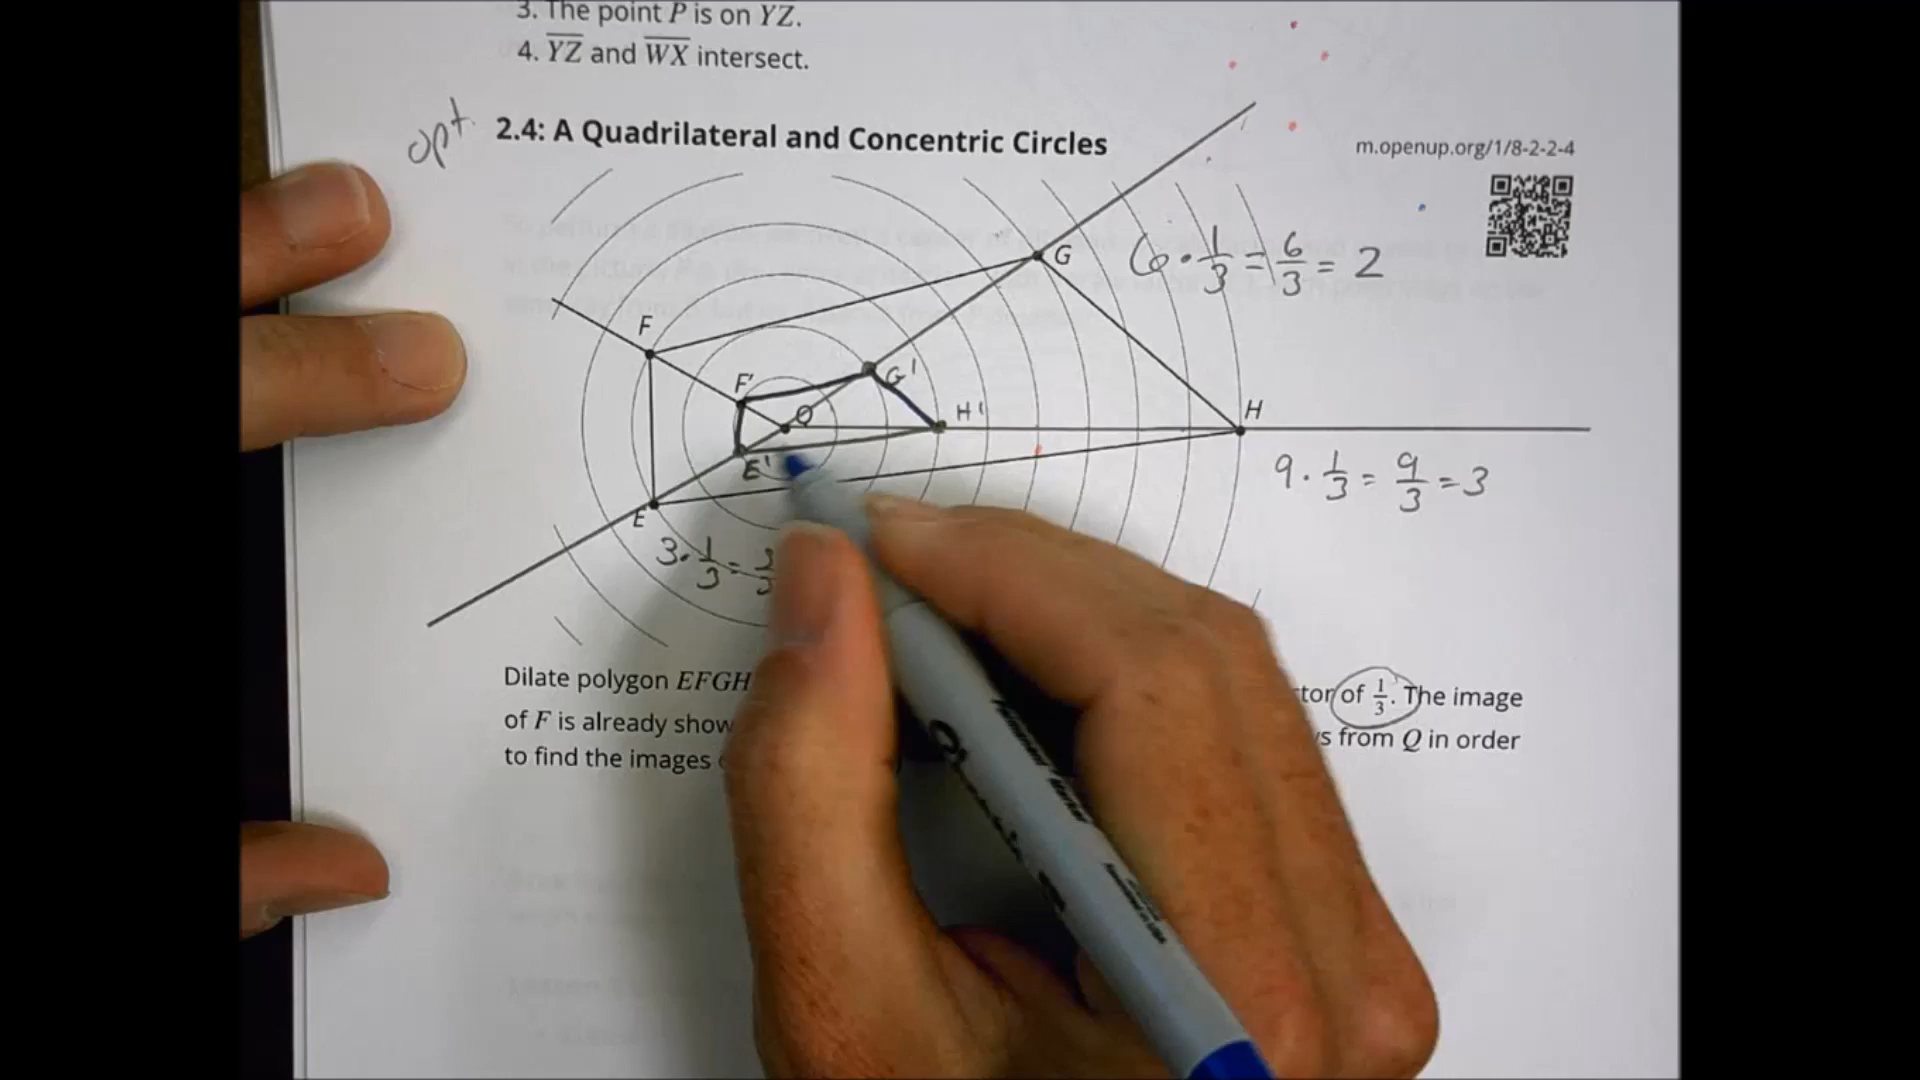 3. The point P is on YZ.
4. YZ and WX intersect.
opt.
2.4: A Quadrilateral and Concentric Circles
m.openup.org/1/8-2-2-4
G
6 · 1/3 = 6/3 = 2
F
F'
G'
Q
H'
H
E'
9 · 1/3 = 9/3 = 3
E
3 · 1/3 =
Dilate polygon EFGH
of 1/3. The image
of F is already
from Q in order
to find the images